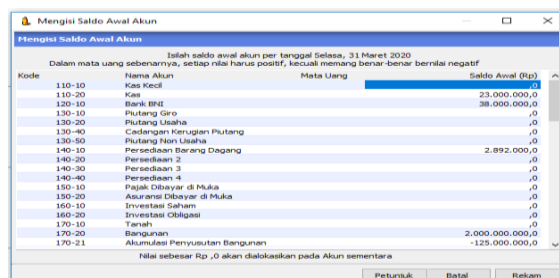 Mengisi Saldo Awal Akun
Mengisi Saldo Awal Akun
Isilah saldo awal akun per tanggal Selasa, 31 Maret 2020
Dalam mata uang sebenarnya, setiap nilai harus positif, kecuali memang benar-benar bernilai negatif
Kode Nama Akun Mata Uang Saldo Awal (Rp)
110-10 Kas Kecil ,0
110-20 Kas 23.000.000,0
120-10 Bank BNI 38.000.000,0
130-10 Piutang Giro ,0
130-20 Piutang Usaha ,0
130-40 Cadangan Kerugian Piutang ,0
130-50 Piutang Non Usaha ,0
140-10 Persediaan Barang Dagang 2.892.000,0
140-20 Persediaan 2 ,0
140-30 Persediaan 3 ,0
140-40 Persediaan 4 ,0
150-10 Pajak Dibayar di Muka ,0
150-20 Asuransi Dibayar di Muka ,0
160-10 Investasi Saham ,0
160-20 Investasi Obligasi ,0
170-10 Tanah ,0
170-20 Bangunan 2.000.000.000,0
170-21 Akumulasi Penyusutan Bangunan -125.000.000,0
Nilai sebesar Rp ,0 akan dialokasikan pada Akun sementara
Petunjuk Batal Rekam